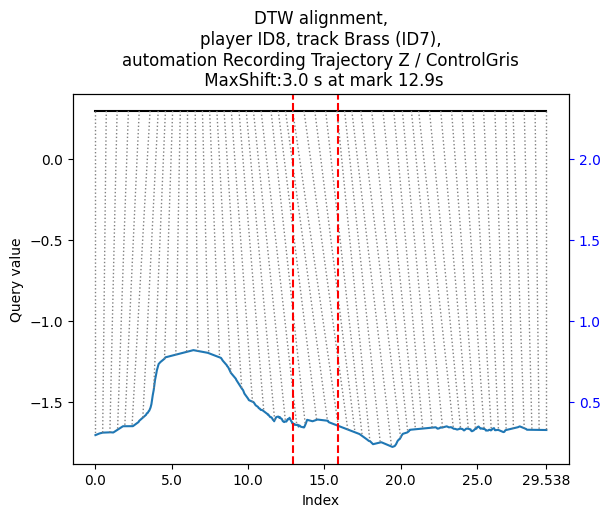 DTW alignment,
player ID8, track Brass (ID7),
automation Recording Trajectory Z / ControlGris
MaxShift:3.0 s at mark 12.9s
Query value
0.0
−0.5
−1.0
−1.5
2.0
1.5
1.0
0.5
0.0
5.0
10.0
15.0
20.0
25.0
29.538
Index